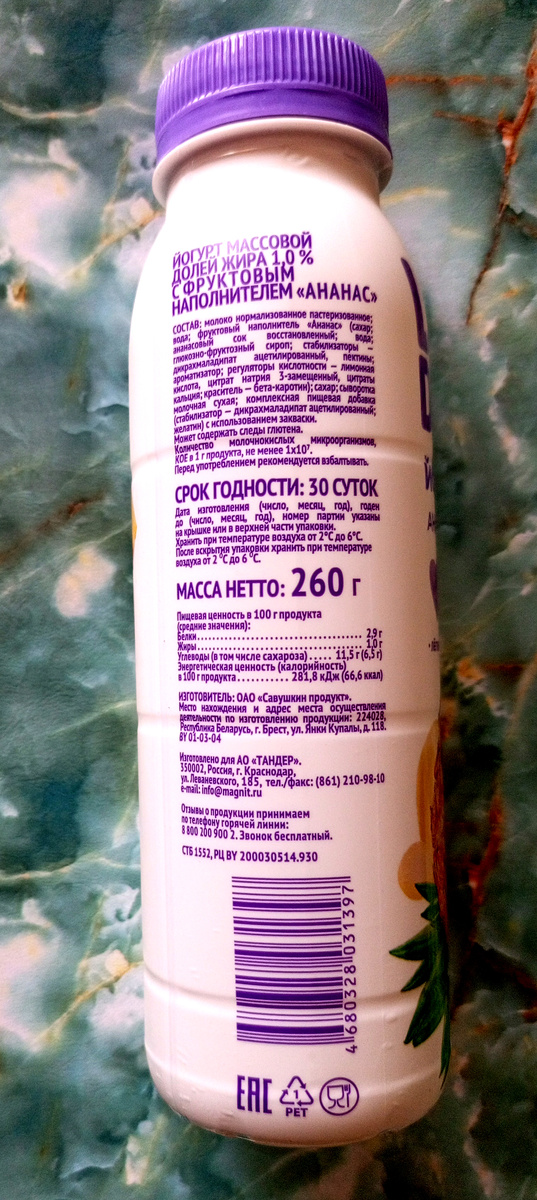 ЙОГУРТ МАССОВОЙ
ДОЛЕЙ ЖИРА 1,0 %
С ФРУКТОВЫМ
НАПОЛНИТЕЛЕМ «АНАНАС»
СОСТАВ: молоко нормализованное пастеризованное;
вода; фруктовый наполнитель «Ананас» (сахар;
ананасовый сок восстановленный; вода;
глюкозно-фруктозный сироп; стабилизаторы –
дикрахмаладипат ацетилированный, пектины;
ароматизатор; регуляторы кислотности – лимонная
кислота, цитрат натрия 3-замещенный, цитраты
кальция; краситель – бета-каротин); сахар; сыворотка
молочная сухая; комплексная пищевая добавка
(стабилизатор – дикрахмаладипат ацетилированный;
желатин) с использованием закваски.
Может содержать следы глютена.
Количество молочнокислых микроорганизмов,
КОЕ в 1 г продукта, не менее 1х10⁷.
Перед употреблением рекомендуется взбалтывать.
СРОК ГОДНОСТИ: 30 СУТОК
Дата изготовления (число, месяц, год), годен
до (число, месяц, год), номер партии указаны
на крышке или в верхней части упаковки.
Хранить при температуре воздуха от 2°С до 6°С.
После вскрытия упаковки хранить при температуре
воздуха от 2 °С до 6 °С.
МАССА НЕТТО: 260 г
Пищевая ценность в 100 г продукта
(средние значения):
Белки.................................... 2,9 г
Жиры.................................... 1,0 г
Углеводы (в том числе сахароза)..... 11,5 г (6,5 г)
Энергетическая ценность (калорийность)
в 100 г продукта........... 281,8 кДж (66,6 ккал)
ИЗГОТОВИТЕЛЬ: ОАО «Савушкин продукт».
Место нахождения и адрес места осуществления
деятельности по изготовлению продукции: 224028,
Республика Беларусь, г. Брест, ул. Янки Купалы, д. 118.
BY 01-03-04
Изготовлено для АО «ТАНДЕР».
350002, Россия, г. Краснодар,
ул. Леваневского, 185, тел./факс: (861) 210-98-10
e-mail: info@magnit.ru
Отзывы о продукции принимаем
по телефону горячей линии:
8 800 200 900 2. Звонок бесплатный.
СТБ 1552, РЦ BY 200030514.930
4 680328 031397
EAC
1
PET